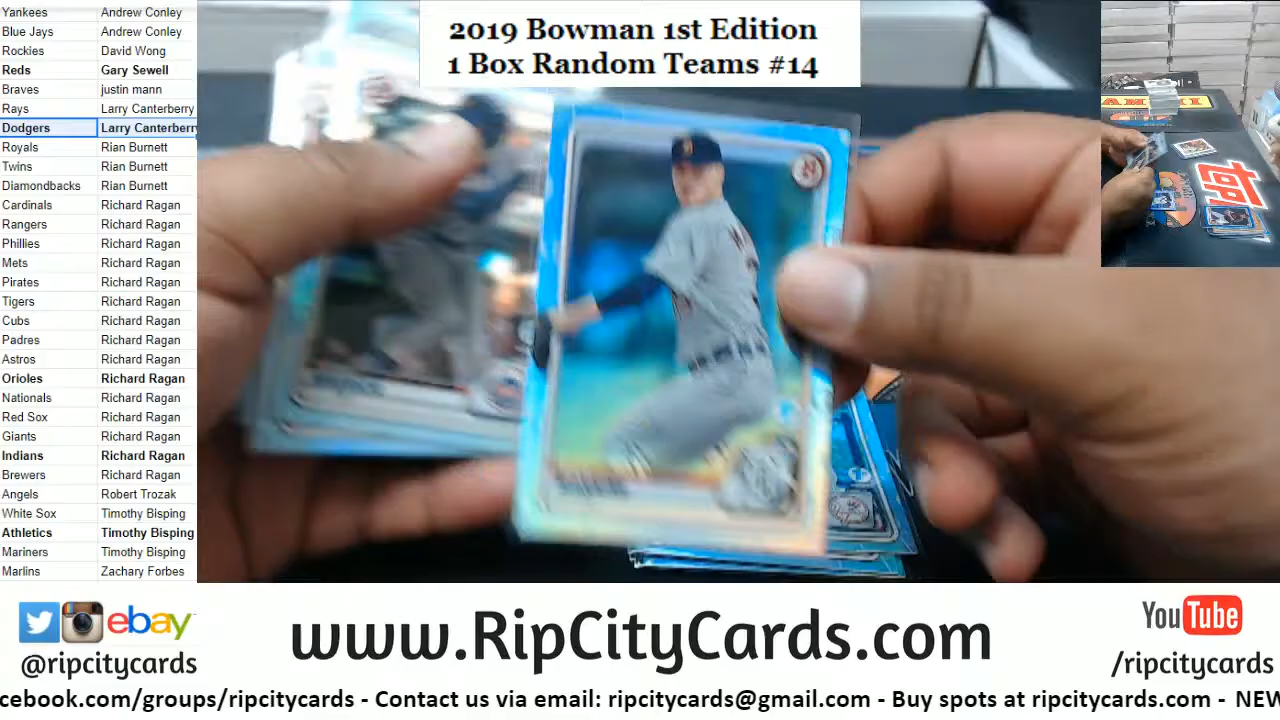 Yankees Andrew Conley
Blue Jays Andrew Conley
Rockies David Wong
Reds Gary Sewell
Braves justin mann
Rays Larry Canterberry
Dodgers Larry Canterberr
Royals Rian Burnett
Twins Rian Burnett
Diamondbacks Rian Burnett
Cardinals Richard Ragan
Rangers Richard Ragan
Phillies Richard Ragan
Mets Richard Ragan
Pirates Richard Ragan
Tigers Richard Ragan
Cubs Richard Ragan
Padres Richard Ragan
Astros Richard Ragan
Orioles Richard Ragan
Nationals Richard Ragan
Red Sox Richard Ragan
Giants Richard Ragan
Indians Richard Ragan
Brewers Richard Ragan
Angels Robert Trozak
White Sox Timothy Bisping
Athletics Timothy Bisping
Mariners Timothy Bisping
Marlins Zachary Forbes
2019 Bowman 1st Edition
1 Box Random Teams #14
ebay
@ripcitycards
www.RipCityCards.com
YouTube
/ripcitycards
cebook.com/groups/ripcitycards - Contact us via email: ripcitycards@gmail.com - Buy spots at ripcitycards.com - NEW